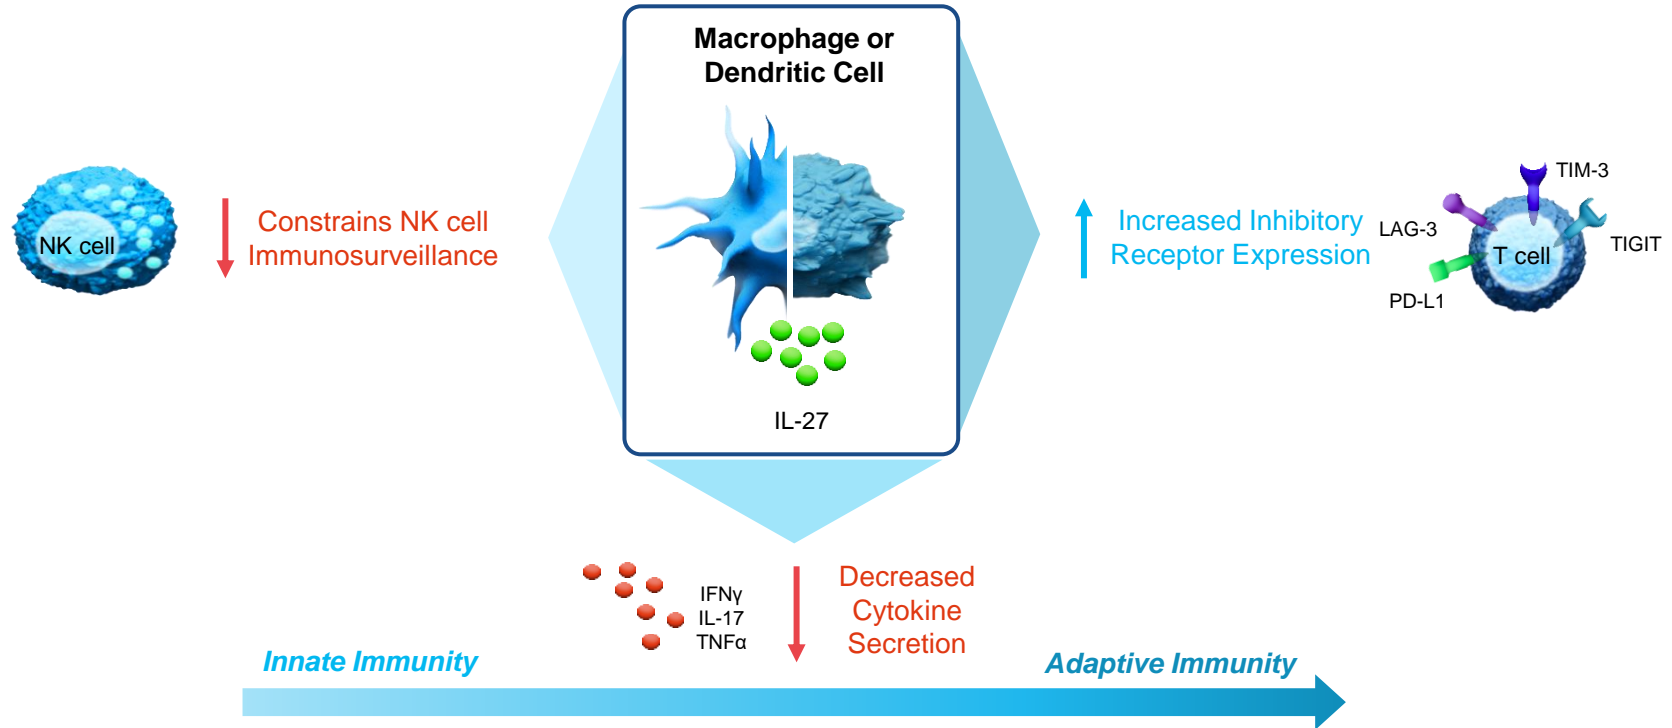 Macrophage or
Dendritic Cell
NK cell
Constrains NK cell
Immunosurveillance
IL-27
Increased Inhibitory
Receptor Expression
TIM-3
LAG-3
TIGIT
T cell
PD-L1
IFNγ
IL-17
TNFα
Decreased
Cytokine
Secretion
Innate Immunity
Adaptive Immunity